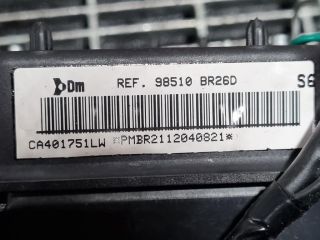 Dm REF. 98510 BR26D S6
CA401751LW *PMBR2112040821*